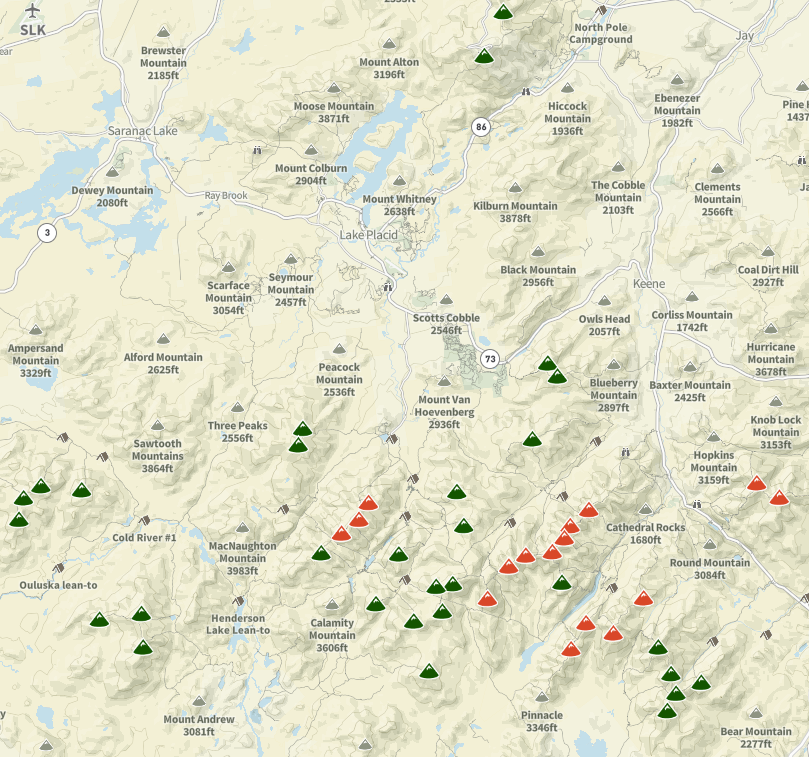 2555ft
SLK
North Pole
Campground
Jay
Brewster
Mountain
2185ft
Mount Alton
3196ft
Moose Mountain
3871ft
Hiccock
Mountain
1936ft
Ebenezer
Mountain
1982ft
Pine
1437
86
Saranac Lake
Mount Colburn
2904ft
Dewey Mountain
2080ft
Ray Brook
Mount Whitney
2638ft
Kilburn Mountain
3878ft
The Cobble
Mountain
2103ft
Clements
Mountain
2566ft
Ja
3
Lake Placid
Scarface
Mountain
3054ft
Seymour
Mountain
2457ft
Black Mountain
2956ft
Coal Dirt Hill
2927ft
Keene
Scotts Cobble
2546ft
Owls Head
2057ft
Corliss Mountain
1742ft
Ampersand
Mountain
3329ft
Alford Mountain
2625ft
Peacock
Mountain
2536ft
73
Hurricane
Mountain
3678ft
Mount Van
Hoevenberg
2936ft
Blueberry
Mountain
2897ft
Baxter Mountain
2425ft
Three Peaks
2556ft
Sawtooth
Mountains
3864ft
Knob Lock
Mountain
3153ft
Hopkins
Mountain
3159ft
Cold River #1
MacNaughton
Mountain
3983ft
Cathedral Rocks
1680ft
Round Mountain
3084ft
Ouluska lean-to
Henderson
Lake Lean-to
Calamity
Mountain
3606ft
Mount Andrew
3081ft
Pinnacle
3346ft
Bear Mountain
2277ft